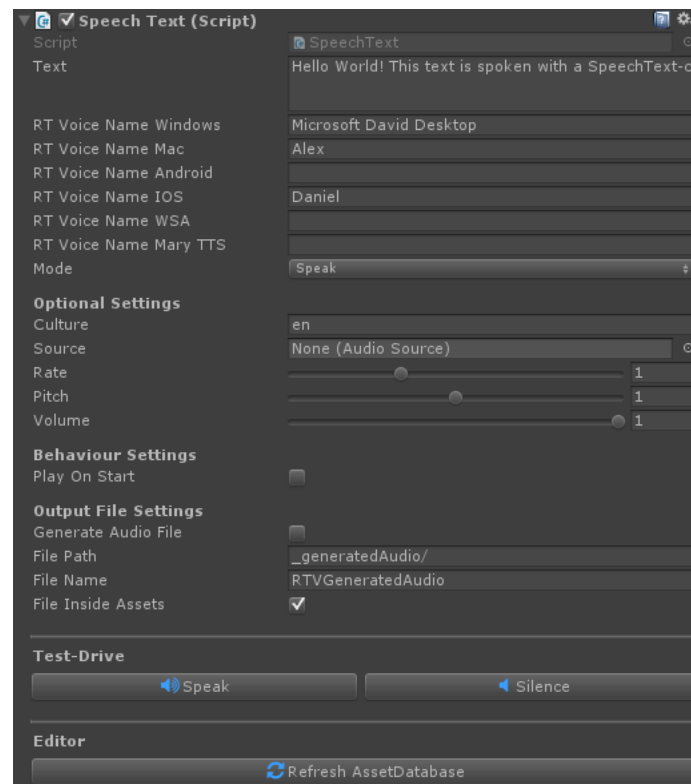 Speech Text (Script)
Script SpeechText
Text Hello World! This text is spoken with a SpeechText-c
RT Voice Name Windows Microsoft David Desktop
RT Voice Name Mac Alex
RT Voice Name Android
RT Voice Name IOS Daniel
RT Voice Name WSA
RT Voice Name Mary TTS
Mode Speak
Optional Settings
Culture en
Source None (Audio Source)
Rate 1
Pitch 1
Volume 1
Behaviour Settings
Play On Start
Output File Settings
Generate Audio File
File Path _generatedAudio/
File Name RTVGeneratedAudio
File Inside Assets
Test-Drive
Speak Silence
Editor
Refresh AssetDatabase